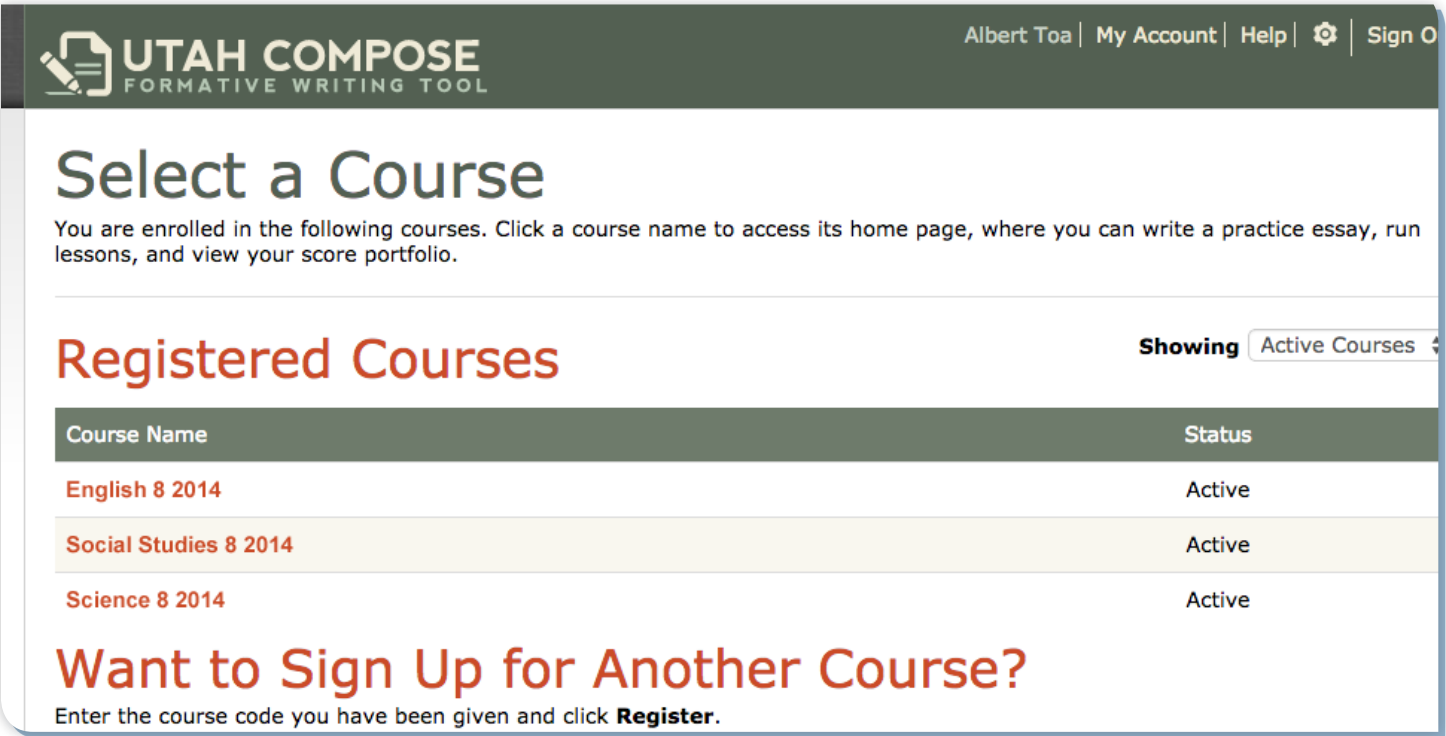 UTAH COMPOSE
FORMATIVE WRITING TOOL
Albert Toa | My Account | Help | Sign O
Select a Course
You are enrolled in the following courses. Click a course name to access its home page, where you can write a practice essay, run
lessons, and view your score portfolio.
Registered Courses
Showing Active Courses
Course Name Status
English 8 2014 Active
Social Studies 8 2014 Active
Science 8 2014 Active
Want to Sign Up for Another Course?
Enter the course code you have been given and click Register.